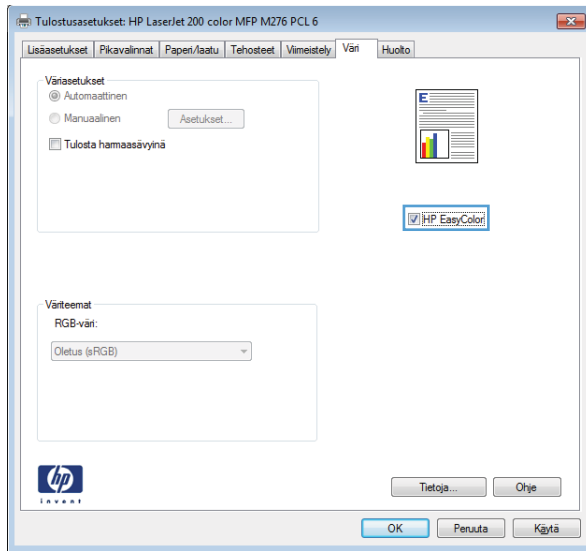 Tulostusasetukset: HP LaserJet 200 color MFP M276 PCL 6
Lisäasetukset Pikavalinnat Paperi/laatu Tehosteet Viimeistely Väri Huolto
Väriasetukset
Automaattinen
Manuaalinen Asetukset...
Tulosta harmaasävyinä
E
HP EasyColor
Väriteemat
RGB-väri:
Oletus (sRGB)
hp
invent
Tietoja... Ohje
OK Peruuta Käytä